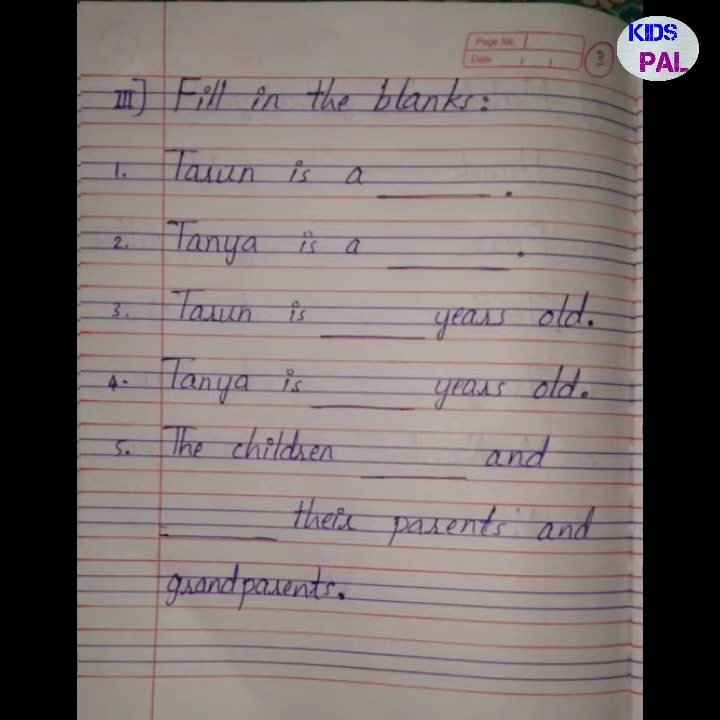 KIDS
PAL
Page No.
Date
3
III] Fill in the blanks:
1. Tarun is a ______ .
2. Tanya is a ______ .
3. Tarun is ______ years old.
4. Tanya is ______ years old.
5. The children ______ and
______ their parents and
grandparents.